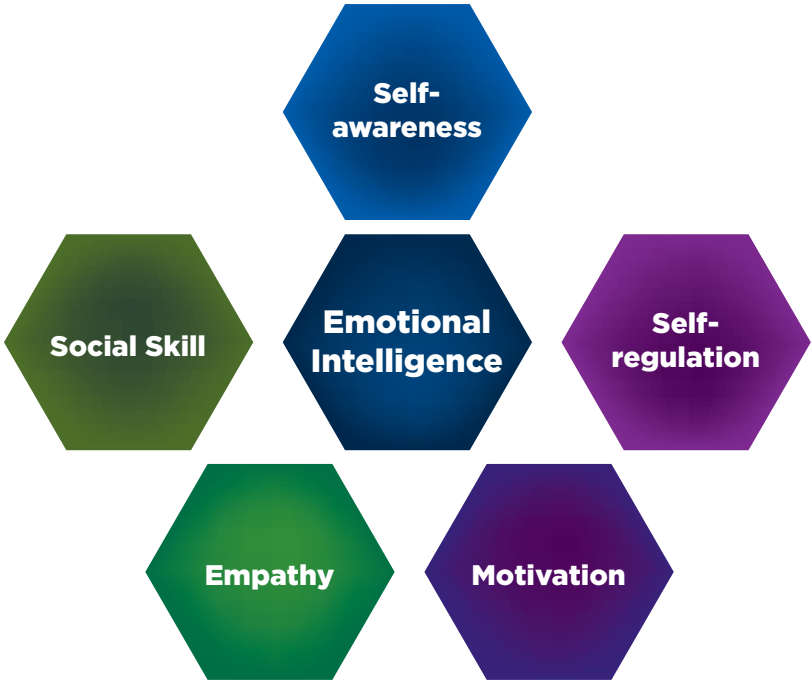 Self-
awareness
Social Skill
Emotional
Intelligence
Self-
regulation
Empathy
Motivation